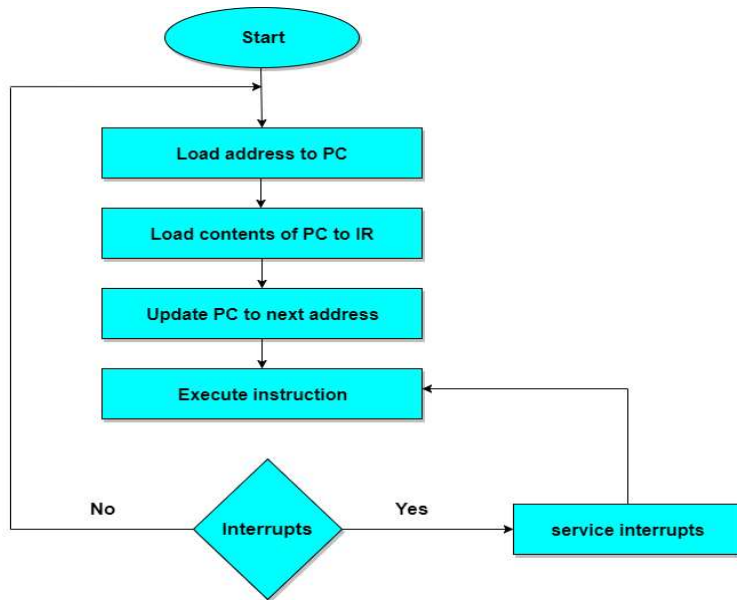 Start
Load address to PC
Load contents of PC to IR
Update PC to next address
Execute instruction
No
Interrupts
Yes
service interrupts